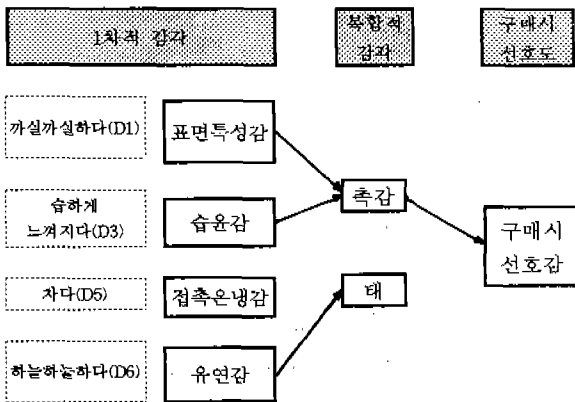 1차적 감각
복합적
감각
구매시
선호도
까실까실하다(D1)
표면특성감
촉감
습하게
느껴지다(D3)
습윤감
구매시
선호감
차다(D5)
접촉온냉감
태
하늘하늘하다(D6)
유연감